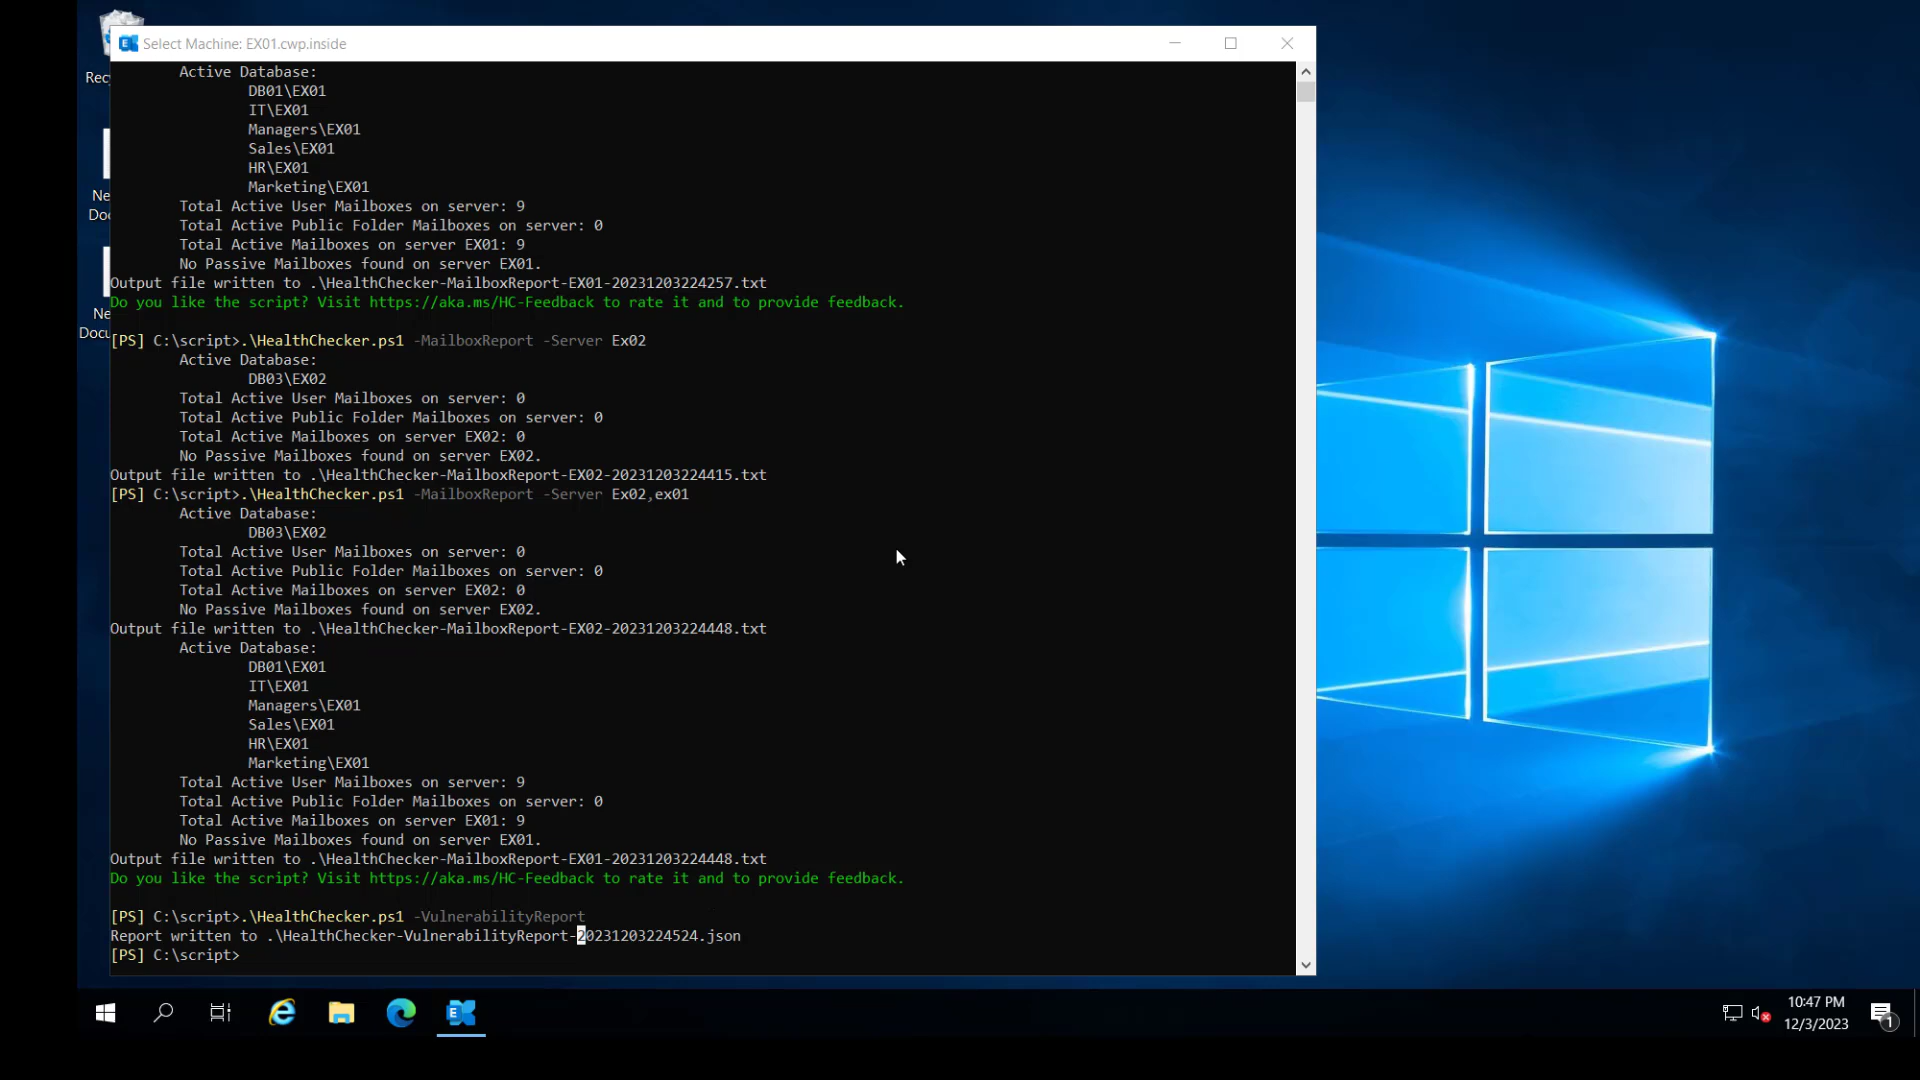 Select Machine: EX01.cwp.inside
Active Database:
DB01\EX01
IT\EX01
Managers\EX01
Sales\EX01
HR\EX01
Marketing\EX01
Total Active User Mailboxes on server: 9
Total Active Public Folder Mailboxes on server: 0
Total Active Mailboxes on server EX01: 9
No Passive Mailboxes found on server EX01.
Output file written to .\HealthChecker-MailboxReport-EX01-20231203224257.txt
Do you like the script? Visit https://aka.ms/HC-Feedback to rate it and to provide feedback.
[PS] C:\script>.\HealthChecker.ps1 -MailboxReport -Server Ex02
Active Database:
DB03\EX02
Total Active User Mailboxes on server: 0
Total Active Public Folder Mailboxes on server: 0
Total Active Mailboxes on server EX02: 0
No Passive Mailboxes found on server EX02.
Output file written to .\HealthChecker-MailboxReport-EX02-20231203224415.txt
[PS] C:\script>.\HealthChecker.ps1 -MailboxReport -Server Ex02,ex01
Active Database:
DB03\EX02
Total Active User Mailboxes on server: 0
Total Active Public Folder Mailboxes on server: 0
Total Active Mailboxes on server EX02: 0
No Passive Mailboxes found on server EX02.
Output file written to .\HealthChecker-MailboxReport-EX02-20231203224448.txt
Active Database:
DB01\EX01
IT\EX01
Managers\EX01
Sales\EX01
HR\EX01
Marketing\EX01
Total Active User Mailboxes on server: 9
Total Active Public Folder Mailboxes on server: 0
Total Active Mailboxes on server EX01: 9
No Passive Mailboxes found on server EX01.
Output file written to .\HealthChecker-MailboxReport-EX01-20231203224448.txt
Do you like the script? Visit https://aka.ms/HC-Feedback to rate it and to provide feedback.
[PS] C:\script>.\HealthChecker.ps1 -VulnerabilityReport
Report written to .\HealthChecker-VulnerabilityReport-20231203224524.json
[PS] C:\script>
Rec
Ne
Doc
Ne
Docu
10:47 PM
12/3/2023
1